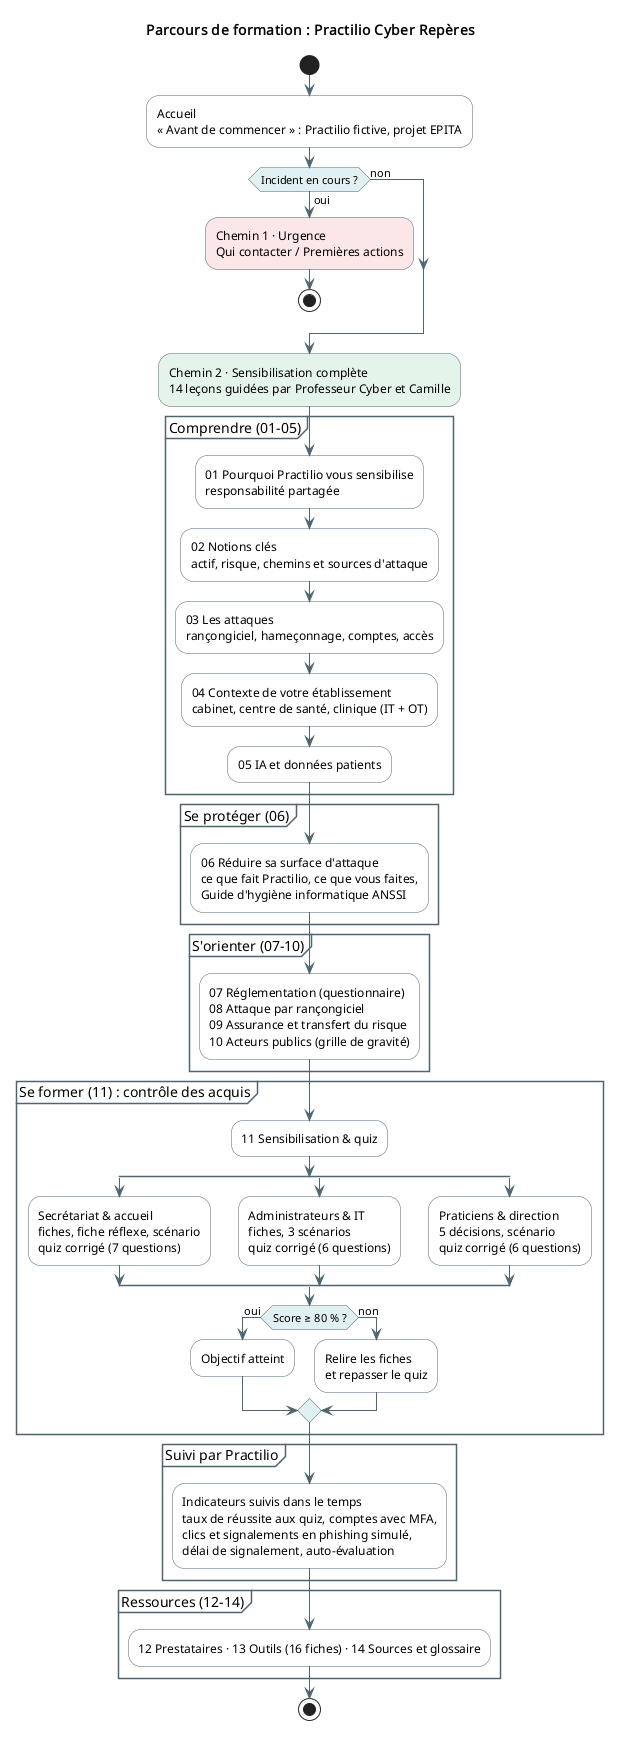 Parcours de formation : Practilio Cyber Repères
Accueil
« Avant de commencer » : Practilio fictive, projet EPITA
Incident en cours ?
non
oui
Chemin 1 · Urgence
Qui contacter / Premières actions
Chemin 2 · Sensibilisation complète
14 leçons guidées par Professeur Cyber et Camille
Comprendre (01-05)
01 Pourquoi Practilio vous sensibilise
responsabilité partagée
02 Notions clés
actif, risque, chemins et sources d'attaque
03 Les attaques
rançongiciel, hameçonnage, comptes, accès
04 Contexte de votre établissement
cabinet, centre de santé, clinique (IT + OT)
05 IA et données patients
Se protéger (06)
06 Réduire sa surface d'attaque
ce que fait Practilio, ce que vous faites,
Guide d'hygiène informatique ANSSI
S'orienter (07-10)
07 Réglementation (questionnaire)
08 Attaque par rançongiciel
09 Assurance et transfert du risque
10 Acteurs publics (grille de gravité)
Se former (11) : contrôle des acquis
11 Sensibilisation & quiz
Secrétariat & accueil
fiches, fiche réflexe, scénario
quiz corrigé (7 questions)
Administrateurs & IT
fiches, 3 scénarios
quiz corrigé (6 questions)
Praticiens & direction
5 décisions, scénario
quiz corrigé (6 questions)
oui
Score ≥ 80 % ?
non
Objectif atteint
Relire les fiches
et repasser le quiz
Suivi par Practilio
Indicateurs suivis dans le temps
taux de réussite aux quiz, comptes avec MFA,
clics et signalements en phishing simulé,
délai de signalement, auto-évaluation
Ressources (12-14)
12 Prestataires · 13 Outils (16 fiches) · 14 Sources et glossaire